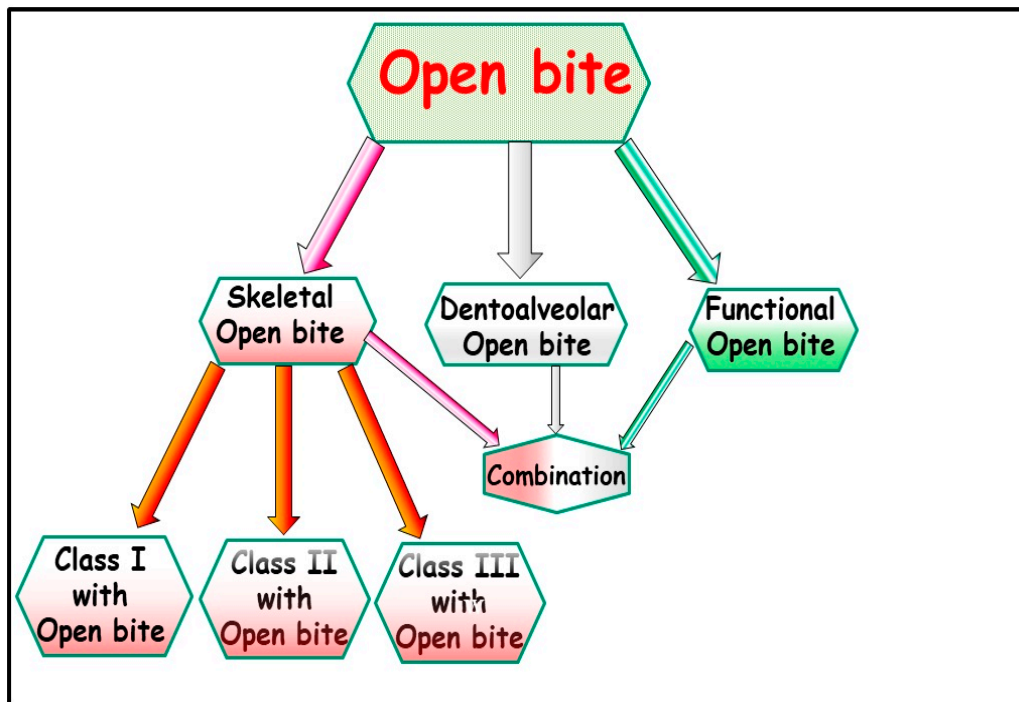 Open bite
Skeletal
Open bite
Dentoalveolar
Open bite
Functional
Open bite
Combination
Class I
with
Open bite
Class II
with
Open bite
Class III
with
Open bite